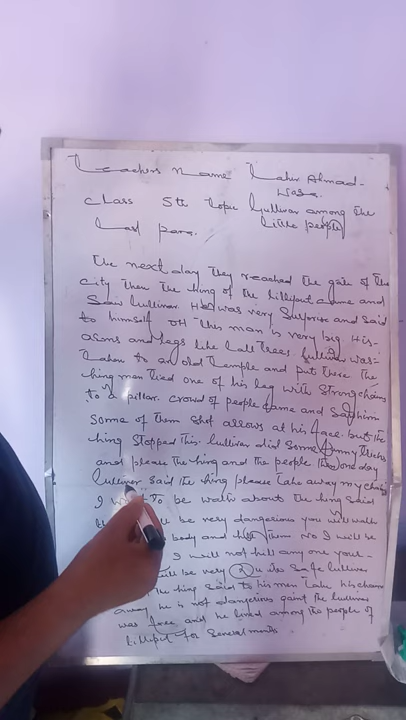 Teachers Name Tahir Ahmad
class 5th Topic Gulliver among the
Last para. little people
The next day They reached The gate of the
city Then the King of the lilliput came and
Saw Gulliver. He was very Surprise and said
to himself OH This man is very big His
arms and legs like Tall Trees Gulliver was
Taken to an old Temple and put there The
King men tied one of his leg with Strong chains
To a pillar. crowd of people came and saw him
Some of them shot allows at his face. but the
King Stopped This. Gulliver did Some funny Tricks
and please the King and the people The one day
Gulliver said the King please Take away my chains
I want To be walk about The King said
be very dangerous you will walk
body and them No I will be
I will not kill any one
will be very safe Gulliver
The King said to his men Take his chain
away he is not dangerous
was free and he lived among the people of
Lilliput for Several months